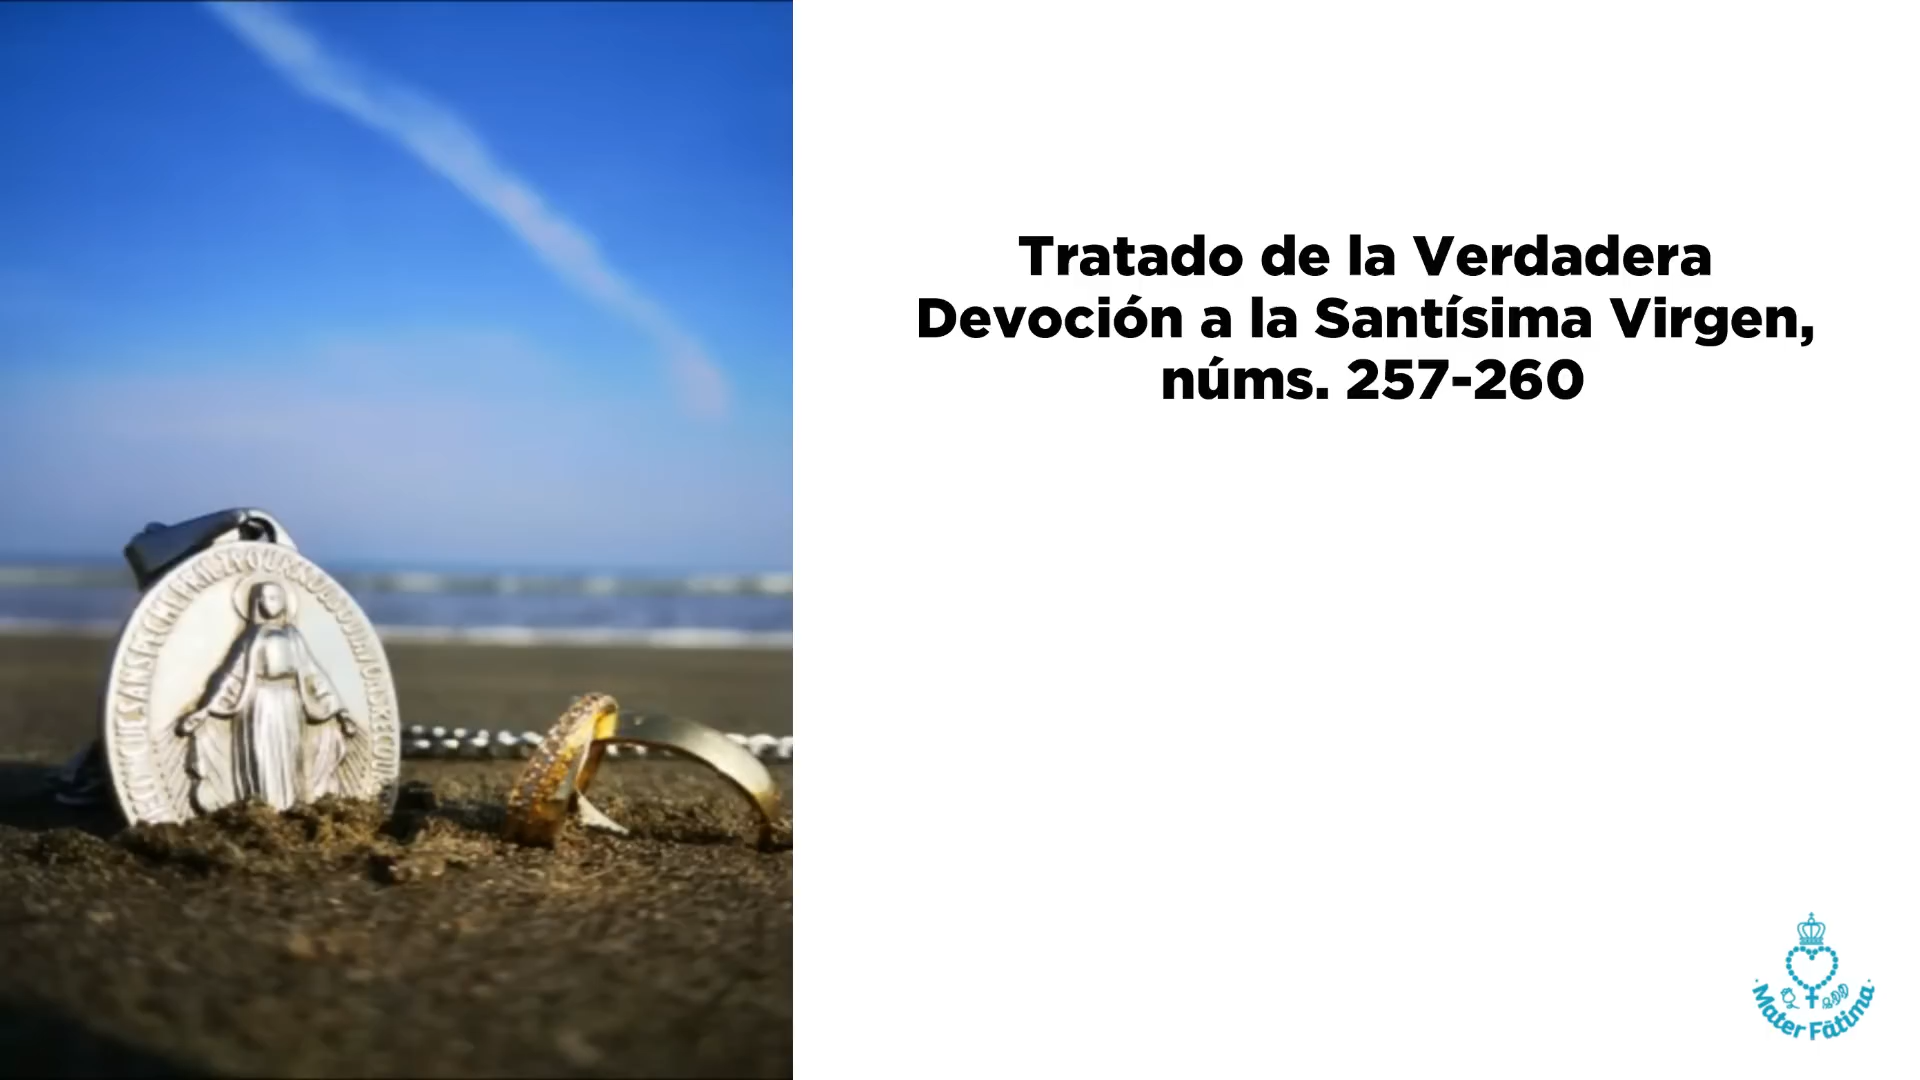 Tratado de la Verdadera
Devoción a la Santísima Virgen,
núms. 257-260
Mater Fátima